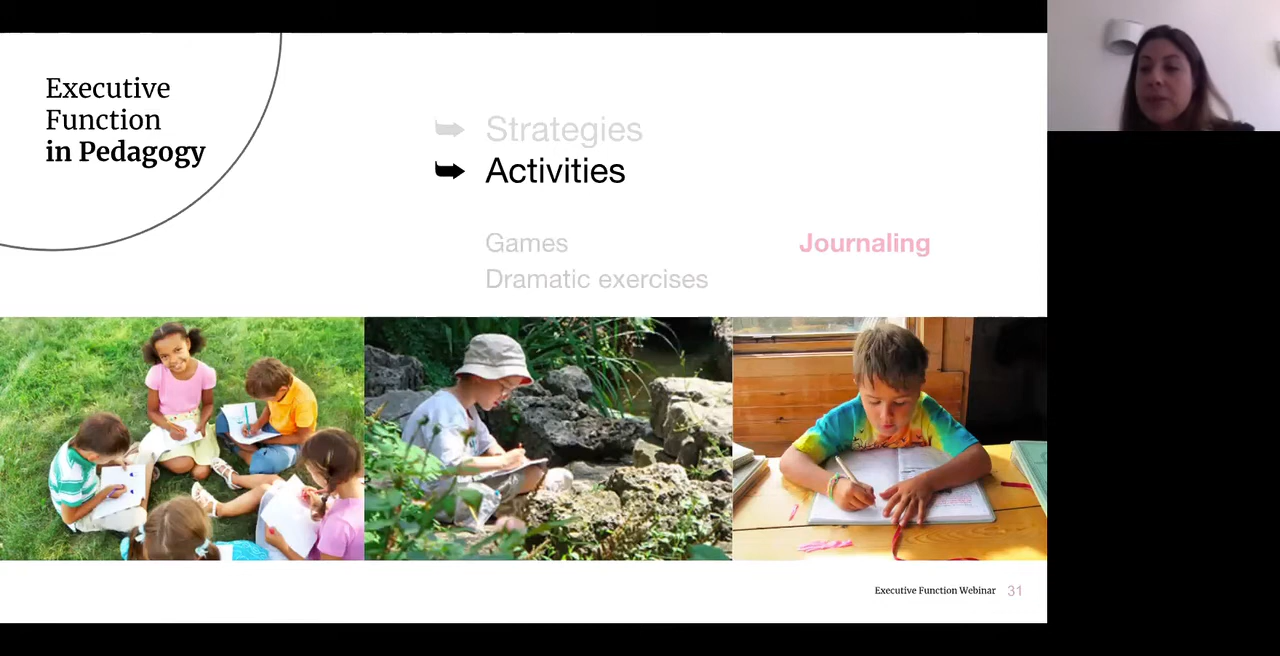 Executive
Function
in Pedagogy
Strategies
Activities
Games
Journaling
Dramatic exercises
Executive Function Webinar 31